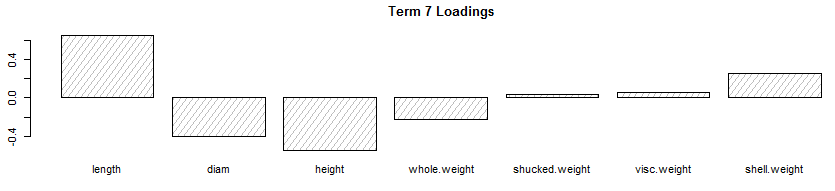 Term 7 Loadings
0.4
0.0
-0.4
length diam height whole.weight shucked.weight visc.weight shell.weight